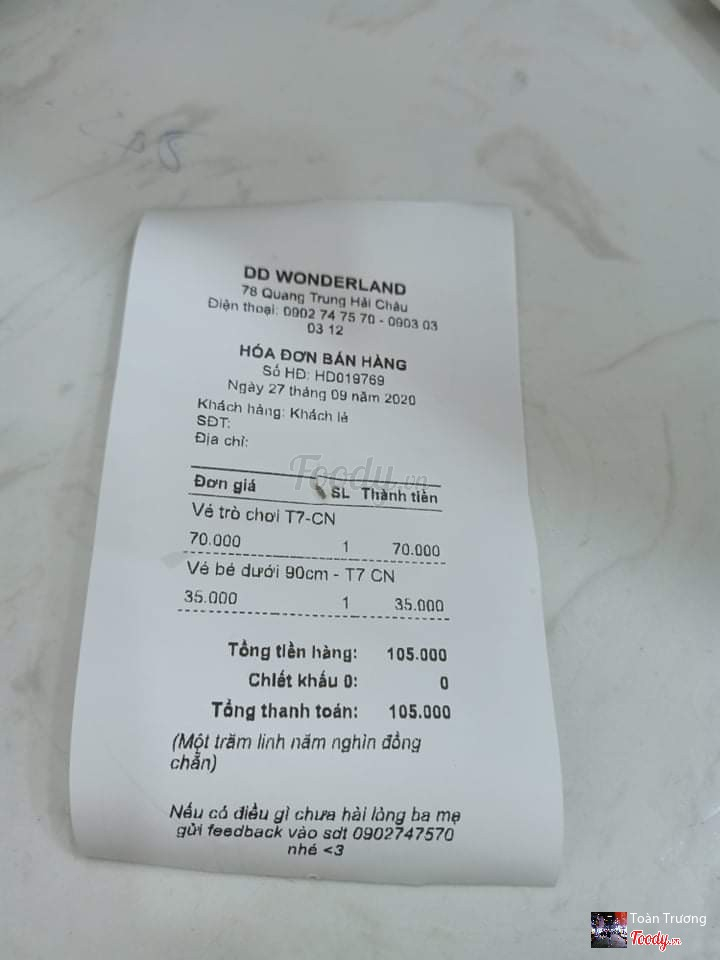 DD WONDERLAND
78 Quang Trung Hải Châu
Điện thoại: 0902 74 75 70 - 0903 03
03 12
HÓA ĐƠN BÁN HÀNG
Số HĐ: HD019769
Ngày 27 tháng 09 năm 2020
Khách hàng: Khách lẻ
SĐT:
Địa chỉ:
Foody.vn
Đơn giá SL Thành tiền
Vé trò chơi T7-CN
70.000 1 70.000
Vé bé dưới 90cm - T7 CN
35.000 1 35.000
Tổng tiền hàng: 105.000
Chiết khấu 0: 0
Tổng thanh toán: 105.000
(Một trăm linh năm nghìn đồng
chẵn)
Nếu có điều gì chưa hài lòng ba mẹ
gửi feedback vào sdt 0902747570
nhé <3
Toàn Trương
Foody.vn